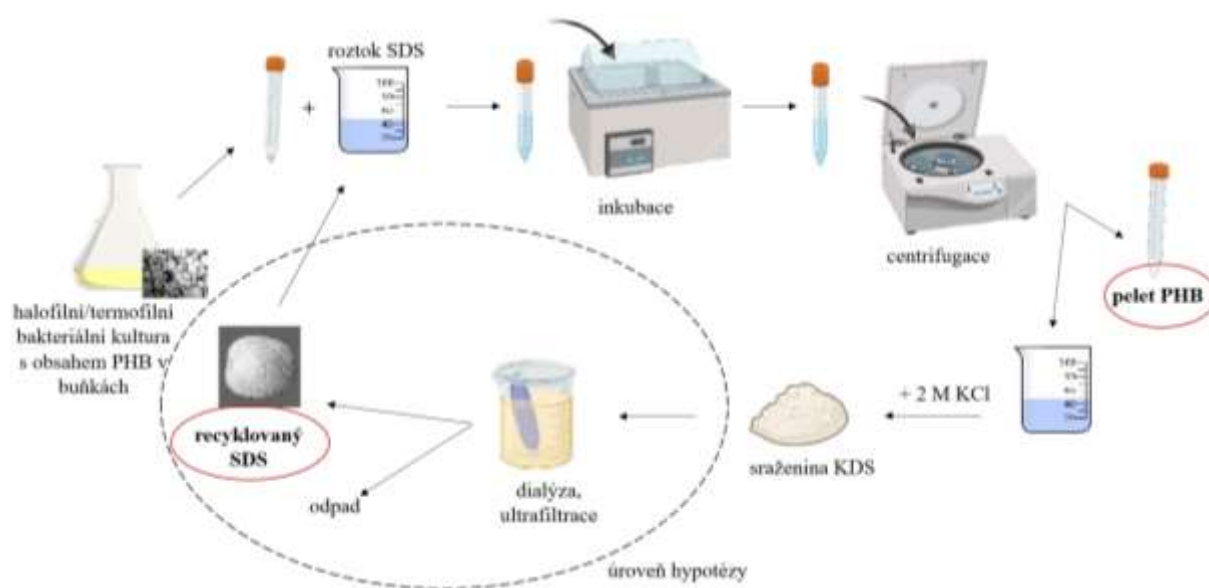 roztok SDS
+
inkubace
centrifugace
pelet PHB
halofilní/termofilní
bakteriální kultura
s obsahem PHB v
buňkách
+ 2 M KCl
sraženina KDS
dialýza,
ultrafiltrace
recyklovaný
SDS
odpad
úroveň hypotézy